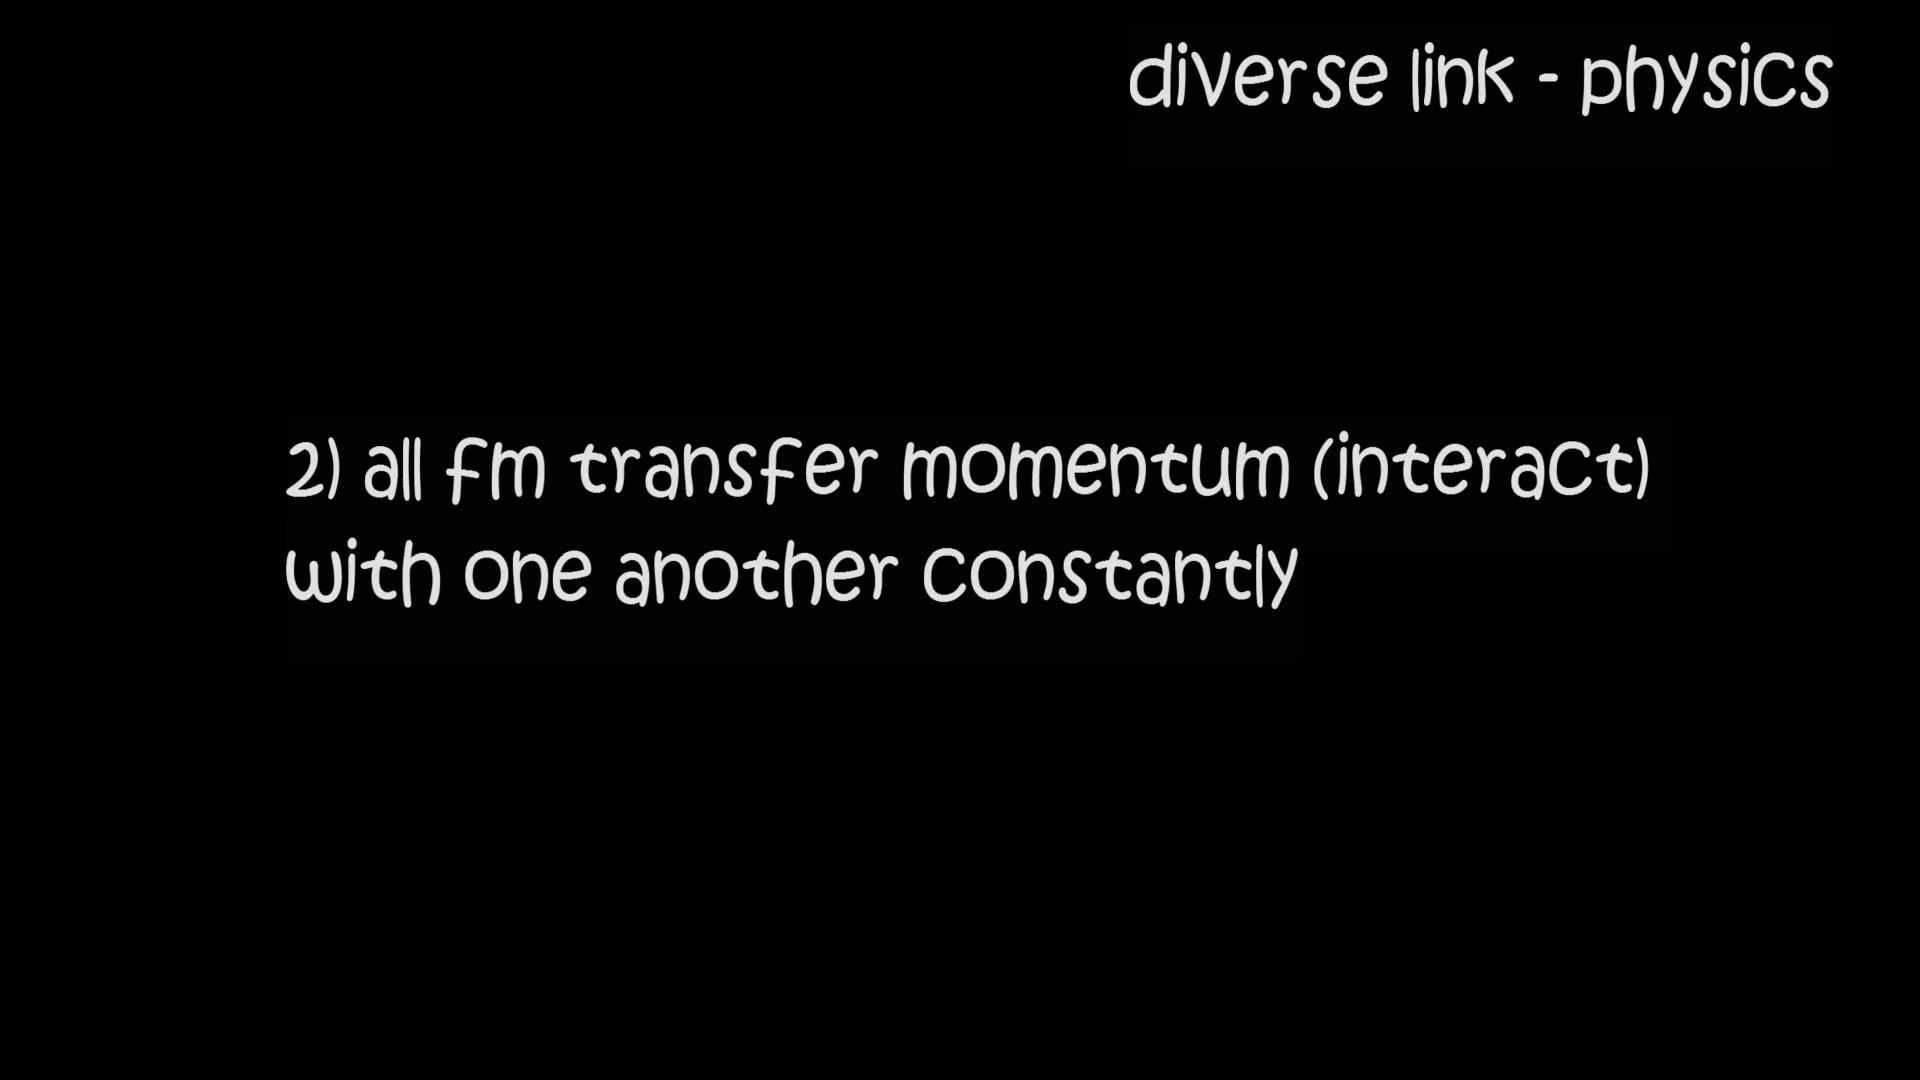 diverse link - physics
2) all fm transfer momentum (interact)
with one another constantly